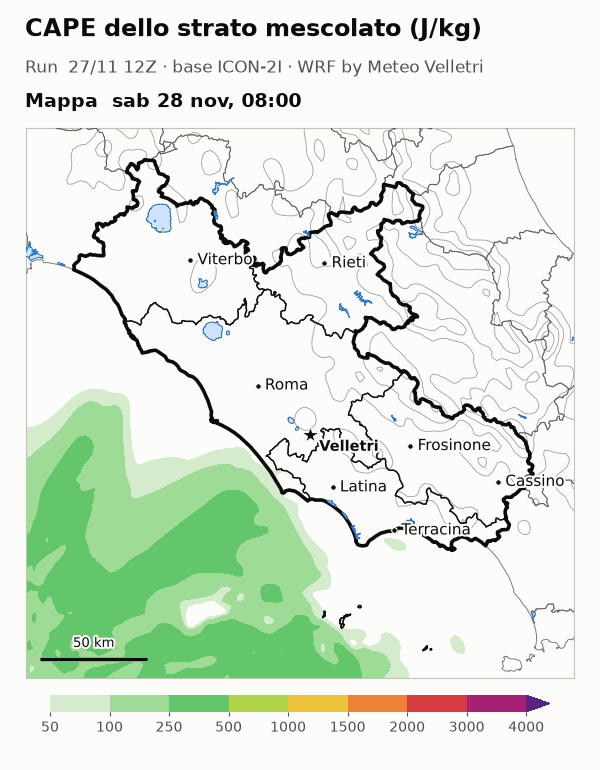 CAPE dello strato mescolato (J/kg)
Run  27/11 12Z · base ICON-2I · WRF by Meteo Velletri
Mappa  sab 28 nov, 08:00
Viterbo
Rieti
Roma
Velletri
Frosinone
Latina
Cassino
Terracina
50 km
50 100 250 500 1000 1500 2000 3000 4000